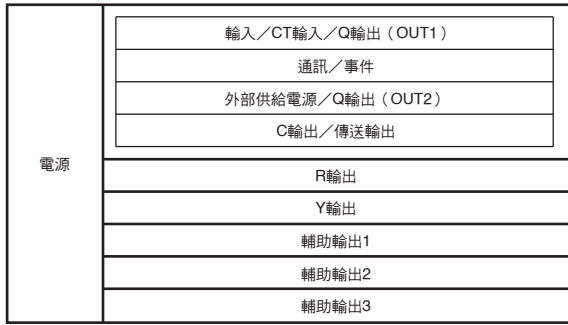 輸入／CT輸入／Q輸出（OUT1）
通訊／事件
外部供給電源／Q輸出（OUT2）
C輸出／傳送輸出
電源
R輸出
Y輸出
輔助輸出1
輔助輸出2
輔助輸出3